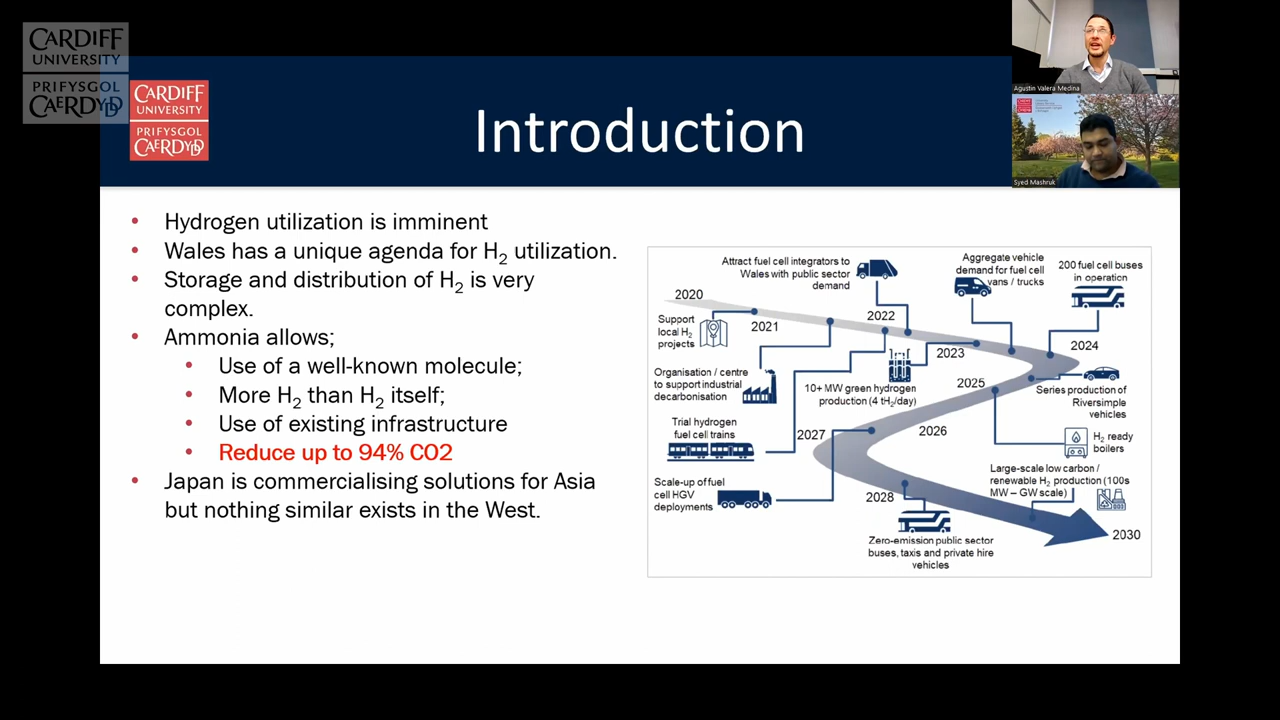 CARDIFF
UNIVERSITY
PRIFYSGOL
CAERDYDD
CARDIFF
UNIVERSITY
PRIFYSGOL
CAERDYDD
Introduction
Agustin Valera Medina
Syed Mashruk
• Hydrogen utilization is imminent
• Wales has a unique agenda for H2 utilization.
• Storage and distribution of H2 is very
complex.
• Ammonia allows;
• Use of a well-known molecule;
• More H2 than H2 itself;
• Use of existing infrastructure
• Reduce up to 94% CO2
• Japan is commercialising solutions for Asia
but nothing similar exists in the West.
Attract fuel cell integrators to
Wales with public sector
demand
Aggregate vehicle
demand for fuel cell
vans / trucks
200 fuel cell buses
in operation
2020
Support
local H2
projects
2021
2022
2023
2024
Organisation / centre
to support industrial
decarbonisation
10+ MW green hydrogen
production (4 tH2/day)
2025
Series production of
Riversimple
vehicles
Trial hydrogen
fuel cell trains
2027
2026
H2 ready
boilers
Scale-up of fuel
cell HGV
deployments
2028
Large-scale low carbon /
renewable H2 production (100s
MW – GW scale)
Zero-emission public sector
buses, taxis and private hire
vehicles
2030